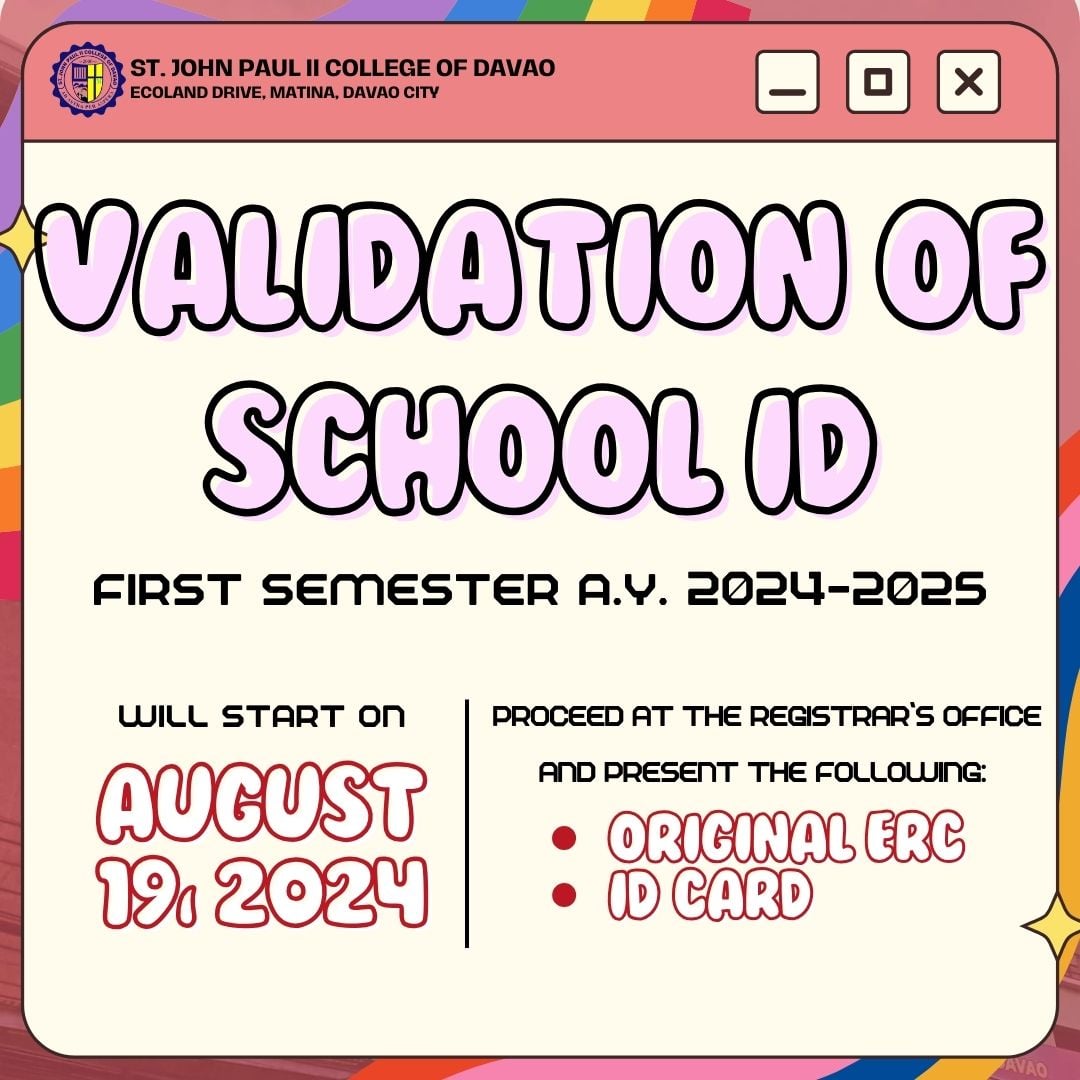 ST. JOHN PAUL II COLLEGE OF DAVAO
ECOLAND DRIVE, MATINA, DAVAO CITY
VALIDATION OF
SCHOOL ID
FIRST SEMESTER A.Y. 2024-2025
WILL START ON
AUGUST
19, 2024
PROCEED AT THE REGISTRAR'S OFFICE
AND PRESENT THE FOLLOWING:
• ORIGINAL ERC
• ID CARD
DAVAO